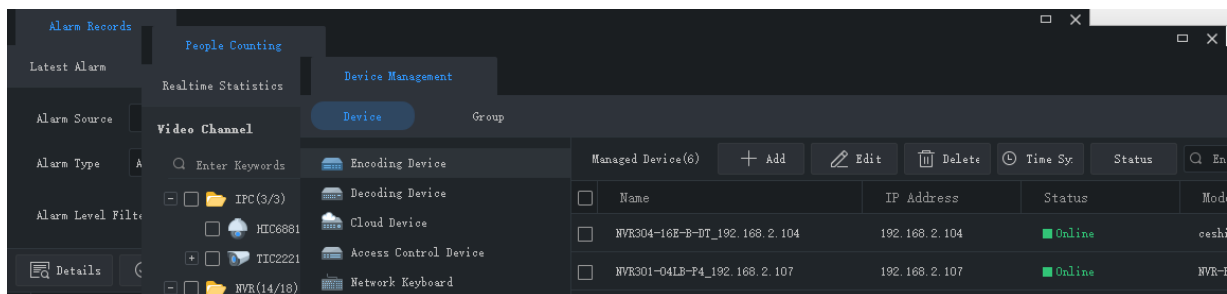 Alarm Records
Latest Alarm
Alarm Source
Alarm Type
Alarm Level Filte
Details
People Counting
Realtime Statistics
Video Channel
Enter Keywords
IPC(3/3)
HIC6881
TIC2221
NVR(14/18)
Device Management
Device Group
Encoding Device
Decoding Device
Cloud Device
Access Control Device
Network Keyboard
Managed Device(6) Add Edit Delete Time Sy: Status En
Name IP Address Status Mode
NVR304-16E-B-DT_192.168.2.104 192.168.2.104 Online ceshi
NVR301-04LB-P4_192.168.2.107 192.168.2.107 Online NVR-